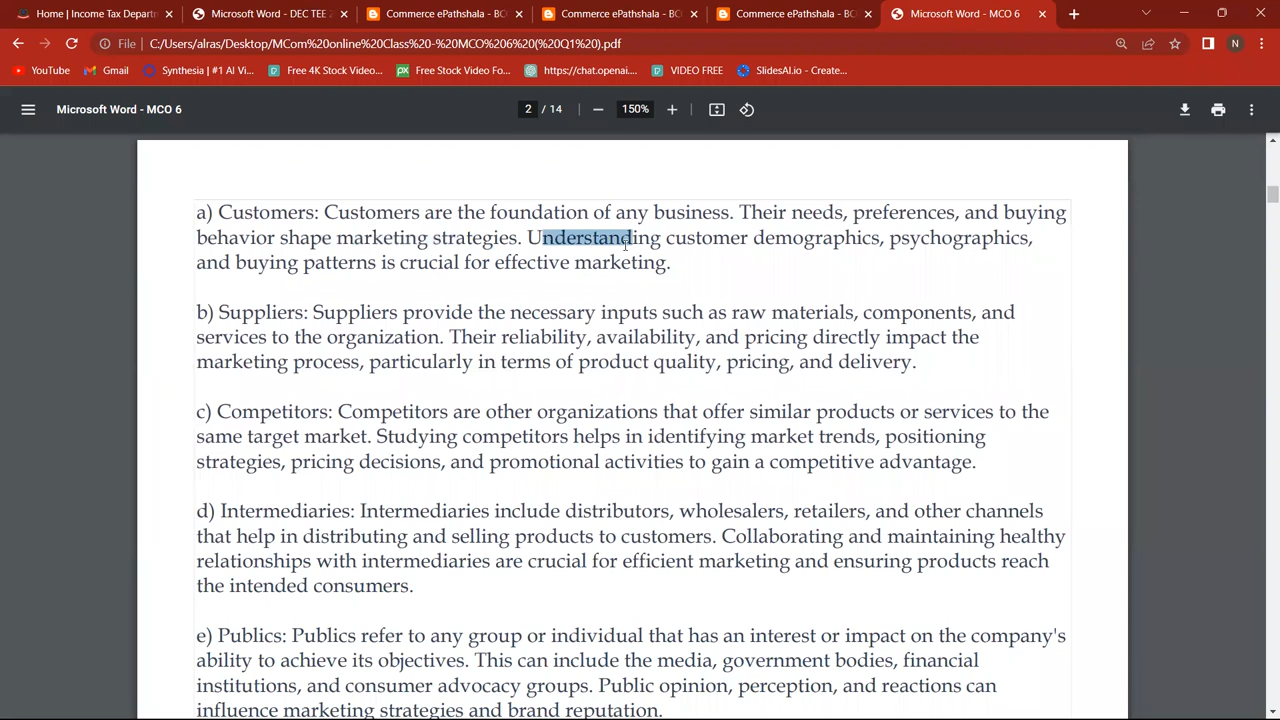 Home | Income Tax Departm
Microsoft Word - DEC TEE 2
Commerce ePathshala - BC
Commerce ePathshala - BC
Commerce ePathshala - BC
Microsoft Word - MCO 6
File C:/Users/alras/Desktop/MCom%20online%20Class%20-%20MCO%206%20(%20Q1%20).pdf
N
YouTube
Gmail
Synthesia | #1 AI Vi...
Free 4K Stock Video...
Free Stock Video Fo...
https://chat.openai....
VIDEO FREE
SlidesAI.io - Create...
Microsoft Word - MCO 6
2 / 14
150%
a) Customers: Customers are the foundation of any business. Their needs, preferences, and buying
behavior shape marketing strategies. Understanding customer demographics, psychographics,
and buying patterns is crucial for effective marketing.
b) Suppliers: Suppliers provide the necessary inputs such as raw materials, components, and
services to the organization. Their reliability, availability, and pricing directly impact the
marketing process, particularly in terms of product quality, pricing, and delivery.
c) Competitors: Competitors are other organizations that offer similar products or services to the
same target market. Studying competitors helps in identifying market trends, positioning
strategies, pricing decisions, and promotional activities to gain a competitive advantage.
d) Intermediaries: Intermediaries include distributors, wholesalers, retailers, and other channels
that help in distributing and selling products to customers. Collaborating and maintaining healthy
relationships with intermediaries are crucial for efficient marketing and ensuring products reach
the intended consumers.
e) Publics: Publics refer to any group or individual that has an interest or impact on the company's
ability to achieve its objectives. This can include the media, government bodies, financial
institutions, and consumer advocacy groups. Public opinion, perception, and reactions can
influence marketing strategies and brand reputation.